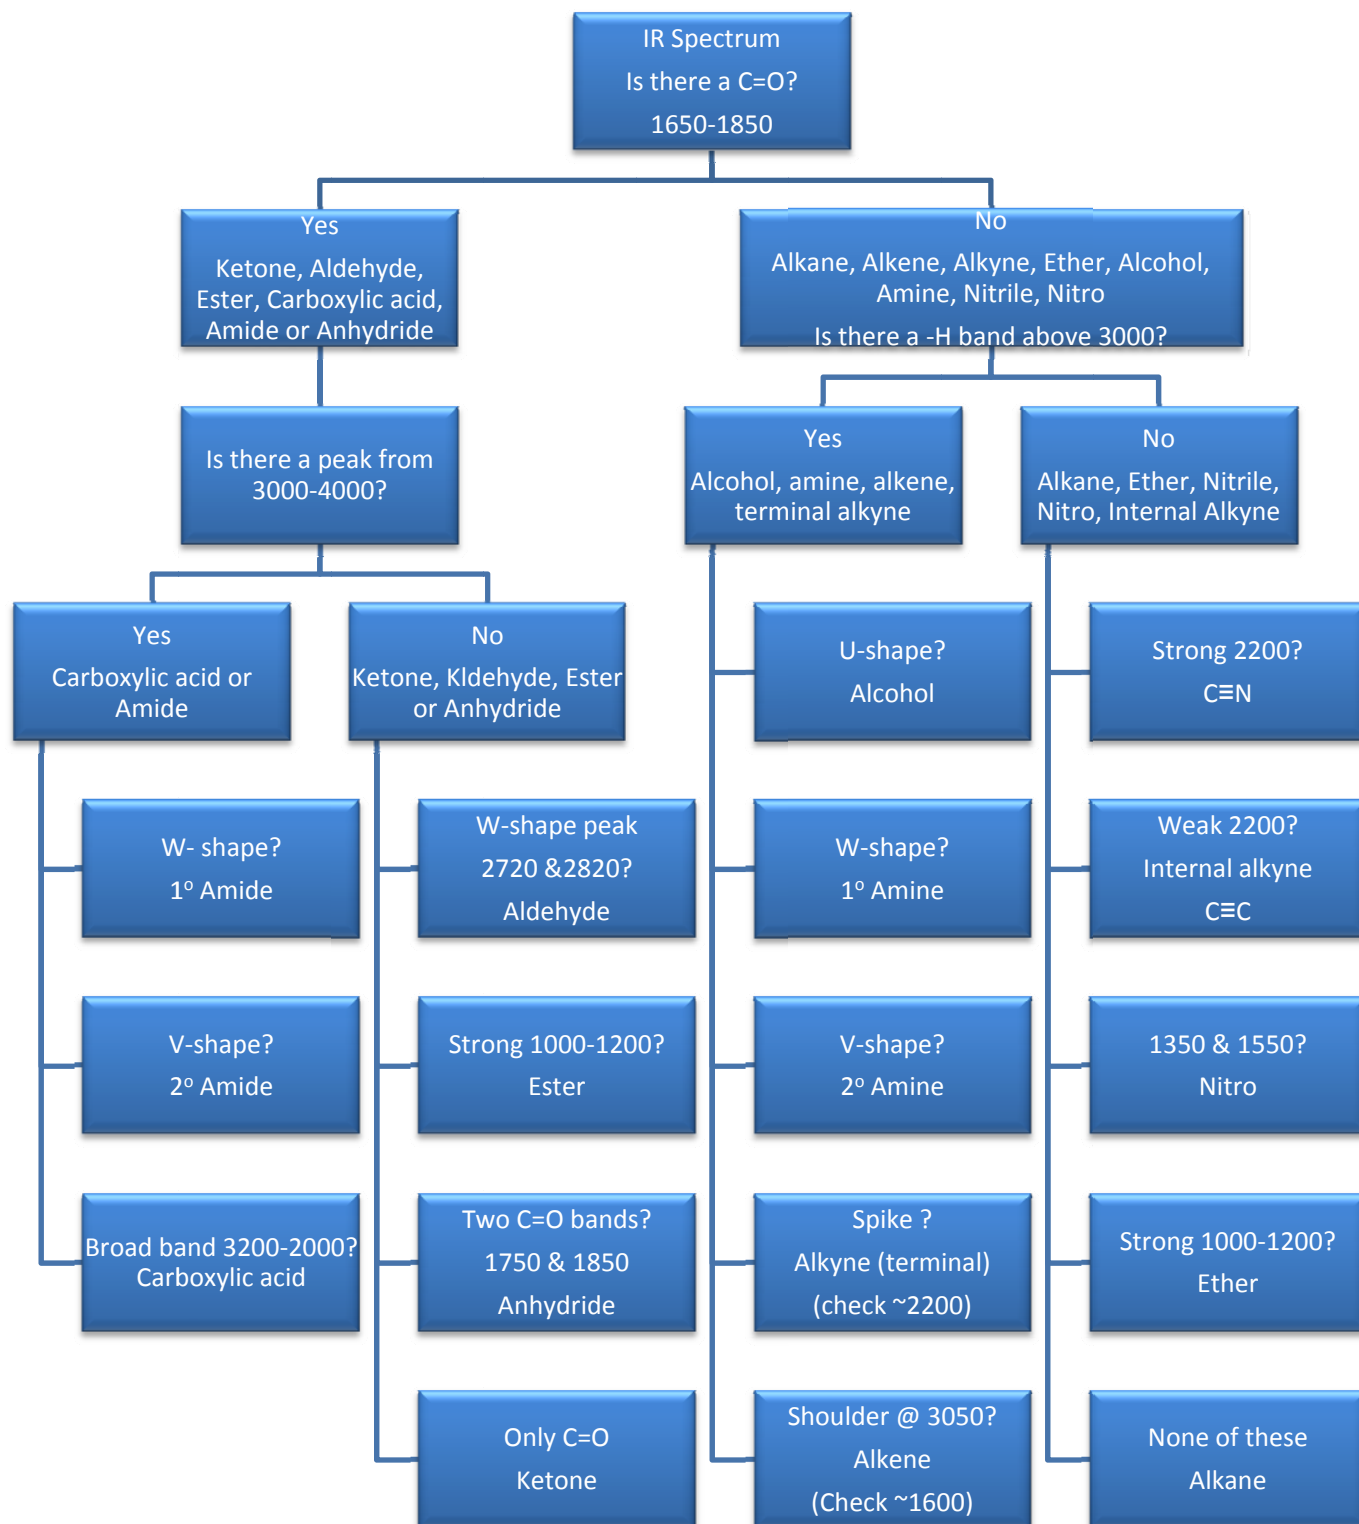 IR Spectrum
Is there a C=O?
1650-1850
Yes
Ketone, Aldehyde,
Ester, Carboxylic acid,
Amide or Anhydride
No
Alkane, Alkene, Alkyne, Ether, Alcohol,
Amine, Nitrile, Nitro
Is there a -H band above 3000?
Is there a peak from
3000-4000?
Yes
Alcohol, amine, alkene,
terminal alkyne
No
Alkane, Ether, Nitrile,
Nitro, Internal Alkyne
Yes
Carboxylic acid or
Amide
No
Ketone, Kldehyde, Ester
or Anhydride
U-shape?
Alcohol
Strong 2200?
C≡N
W- shape?
1º Amide
W-shape peak
2720 &2820?
Aldehyde
W-shape?
1º Amine
Weak 2200?
Internal alkyne
C≡C
V-shape?
2º Amide
Strong 1000-1200?
Ester
V-shape?
2º Amine
1350 & 1550?
Nitro
Broad band 3200-2000?
Carboxylic acid
Two C=O bands?
1750 & 1850
Anhydride
Spike ?
Alkyne (terminal)
(check ~2200)
Strong 1000-1200?
Ether
Only C=O
Ketone
Shoulder @ 3050?
Alkene
(Check ~1600)
None of these
Alkane